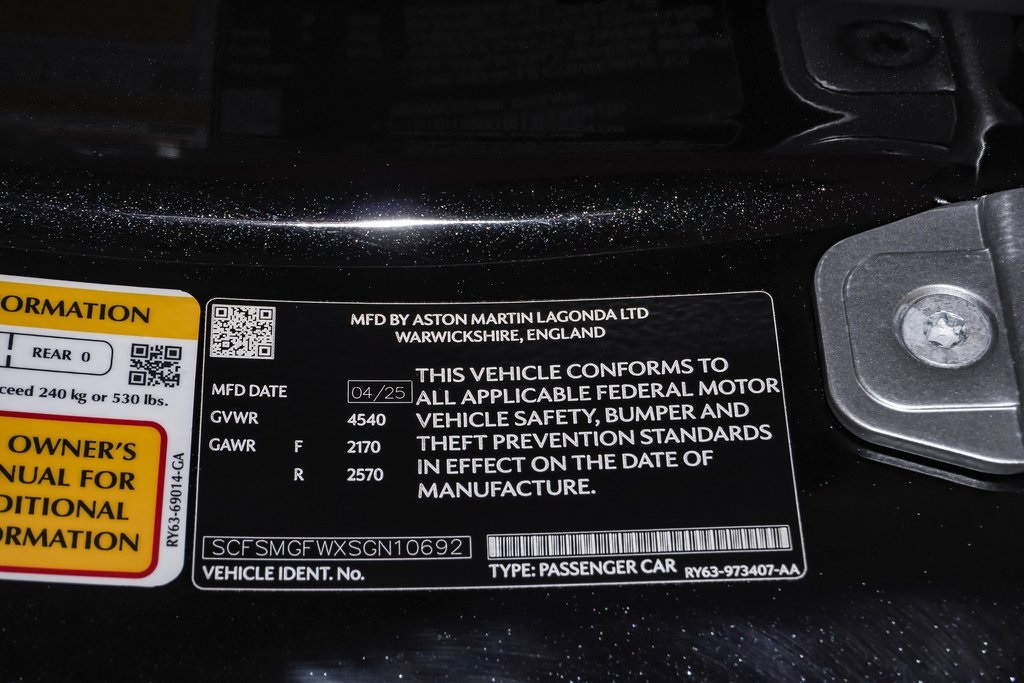 ORMATION
REAR 0
ceed 240 kg or 530 lbs.
OWNER'S
NUAL FOR
DITIONAL
ORMATION
RY63-69014-GA
MFD BY ASTON MARTIN LAGONDA LTD
WARWICKSHIRE, ENGLAND
MFD DATE 04/25
GVWR 4540
GAWR F 2170
R 2570
THIS VEHICLE CONFORMS TO
ALL APPLICABLE FEDERAL MOTOR
VEHICLE SAFETY, BUMPER AND
THEFT PREVENTION STANDARDS
IN EFFECT ON THE DATE OF
MANUFACTURE.
SCFSMGFWXSGN10692
VEHICLE IDENT. No.
TYPE: PASSENGER CAR RY63-973407-AA